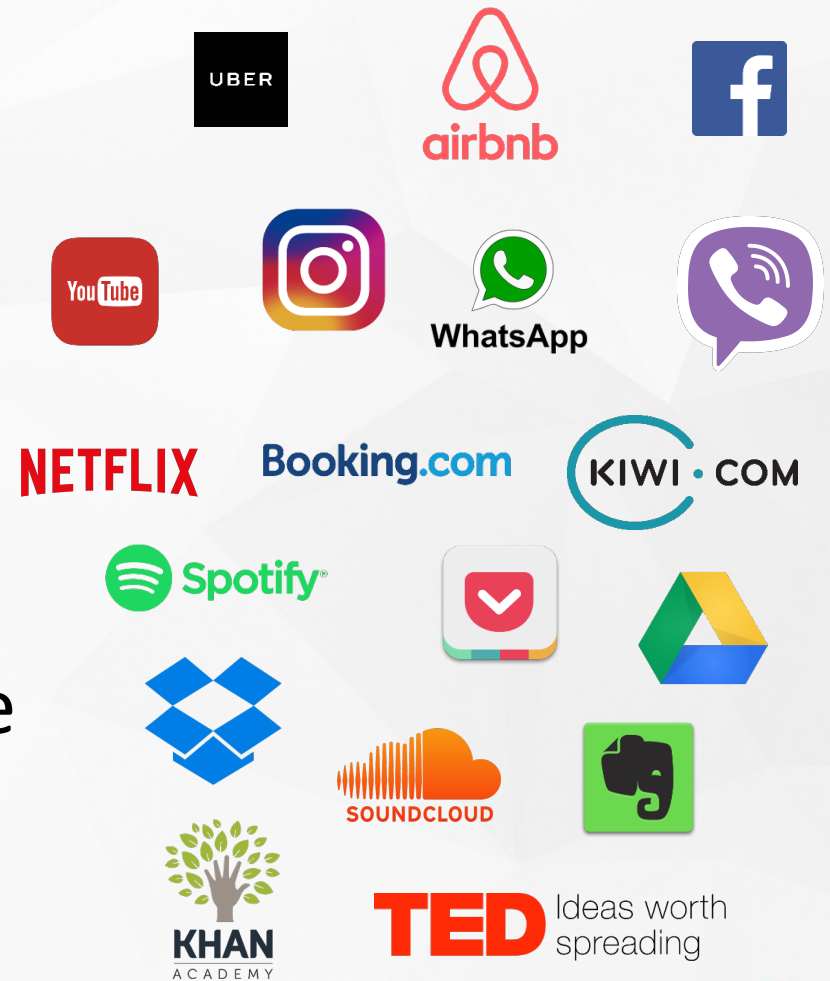 UBER
airbnb
f
You Tube
WhatsApp
NETFLIX
Booking.com
KIWI.COM
Spotify®
e
SOUNDCLOUD
KHAN
ACADEMY
TED Ideas worth
spreading